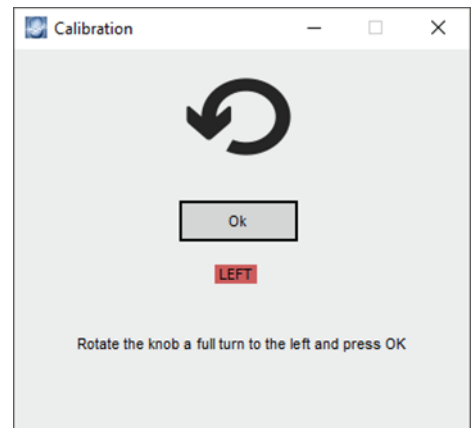 Calibration
Ok
LEFT
Rotate the knob a full turn to the left and press OK